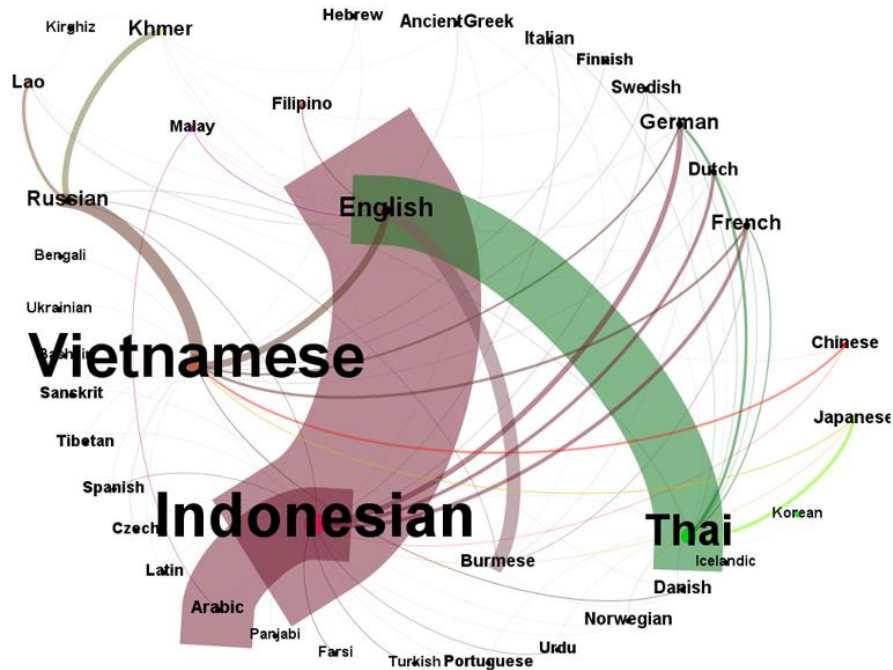 Hebrew
AncientGreek
Kirghiz
Khmer
Italian
Finnish
Lao
Swedish
Filipino
Malay
German
Dutch
Russian
English
French
Bengali
Ukrainian
Chinese
Vietnamese
Sanskrit
Japanese
Tibetan
Spanish
Indonesian
Korean
Czech
Thai
Burmese
Icelandic
Latin
Danish
Arabic
Norwegian
Panjabi
Urdu
Farsi
Turkish
Portuguese